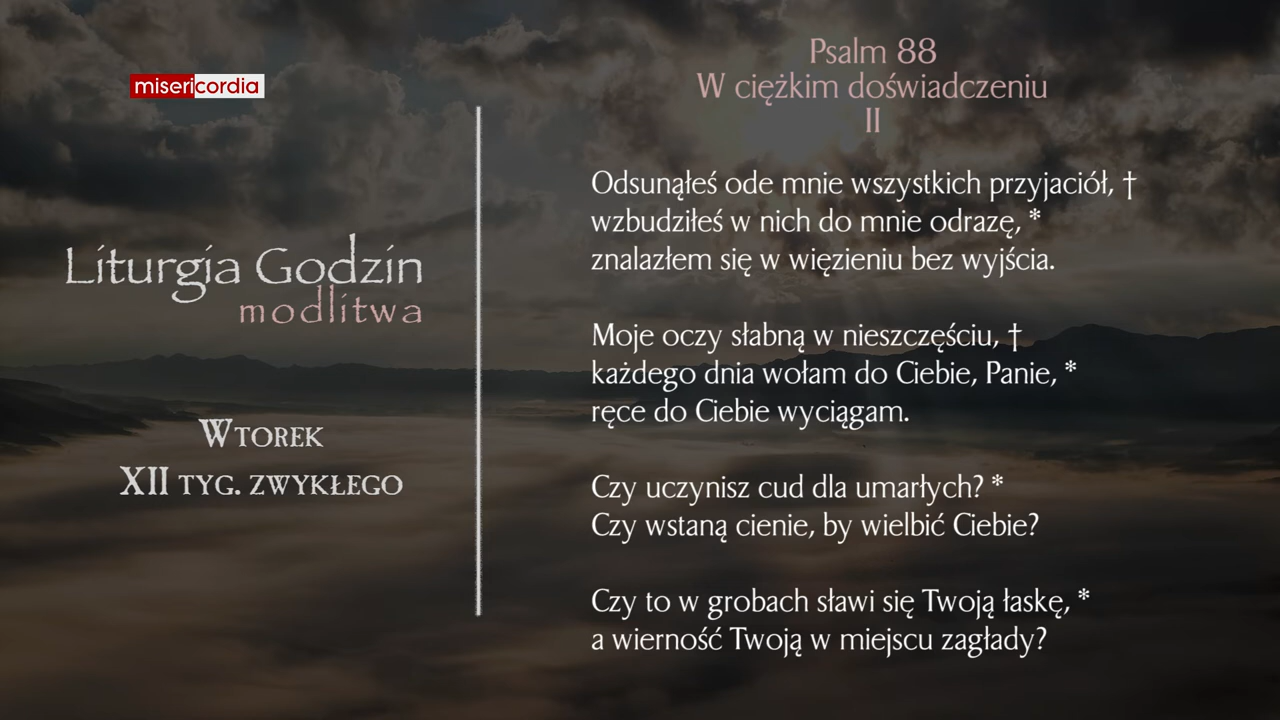 misericordia
Liturgia Godzin
modlitwa
Wtorek
XII tyg. zwykłego
Psalm 88
W ciężkim doświadczeniu
II
Odsunąłeś ode mnie wszystkich przyjaciół, †
wzbudziłeś w nich do mnie odrazę, *
znalazłem się w więzieniu bez wyjścia.
Moje oczy słabną w nieszczęściu, †
każdego dnia wołam do Ciebie, Panie, *
ręce do Ciebie wyciągam.
Czy uczynisz cud dla umarłych? *
Czy wstaną cienie, by wielbić Ciebie?
Czy to w grobach sławi się Twoją łaskę, *
a wierność Twoją w miejscu zagłady?